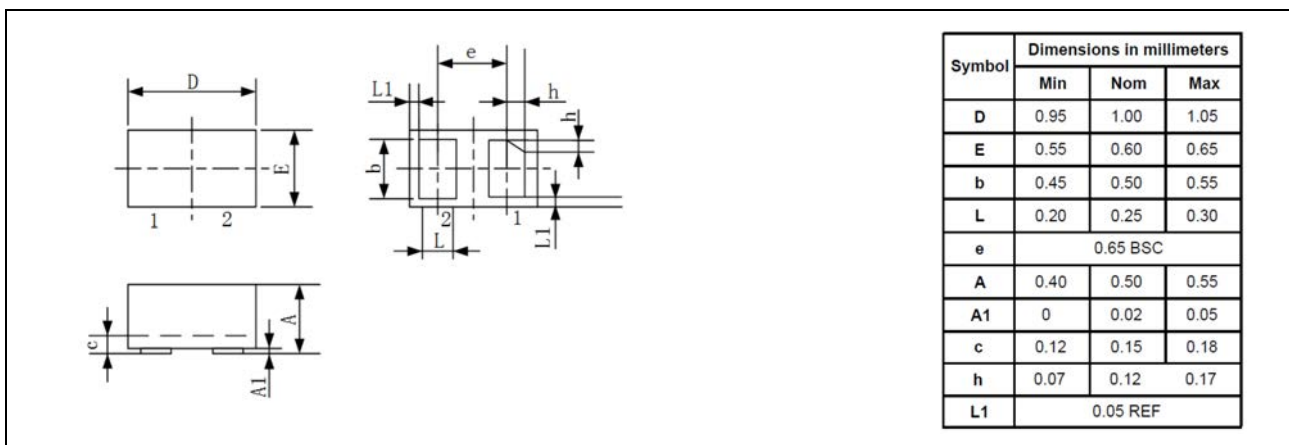 D
E
1 2
e
L1
h
h
b
2
1
L
L1
c
A
A1
Symbol Dimensions in millimeters
Min Nom Max
D 0.95 1.00 1.05
E 0.55 0.60 0.65
b 0.45 0.50 0.55
L 0.20 0.25 0.30
e 0.65 BSC
A 0.40 0.50 0.55
A1 0 0.02 0.05
c 0.12 0.15 0.18
h 0.07 0.12 0.17
L1 0.05 REF